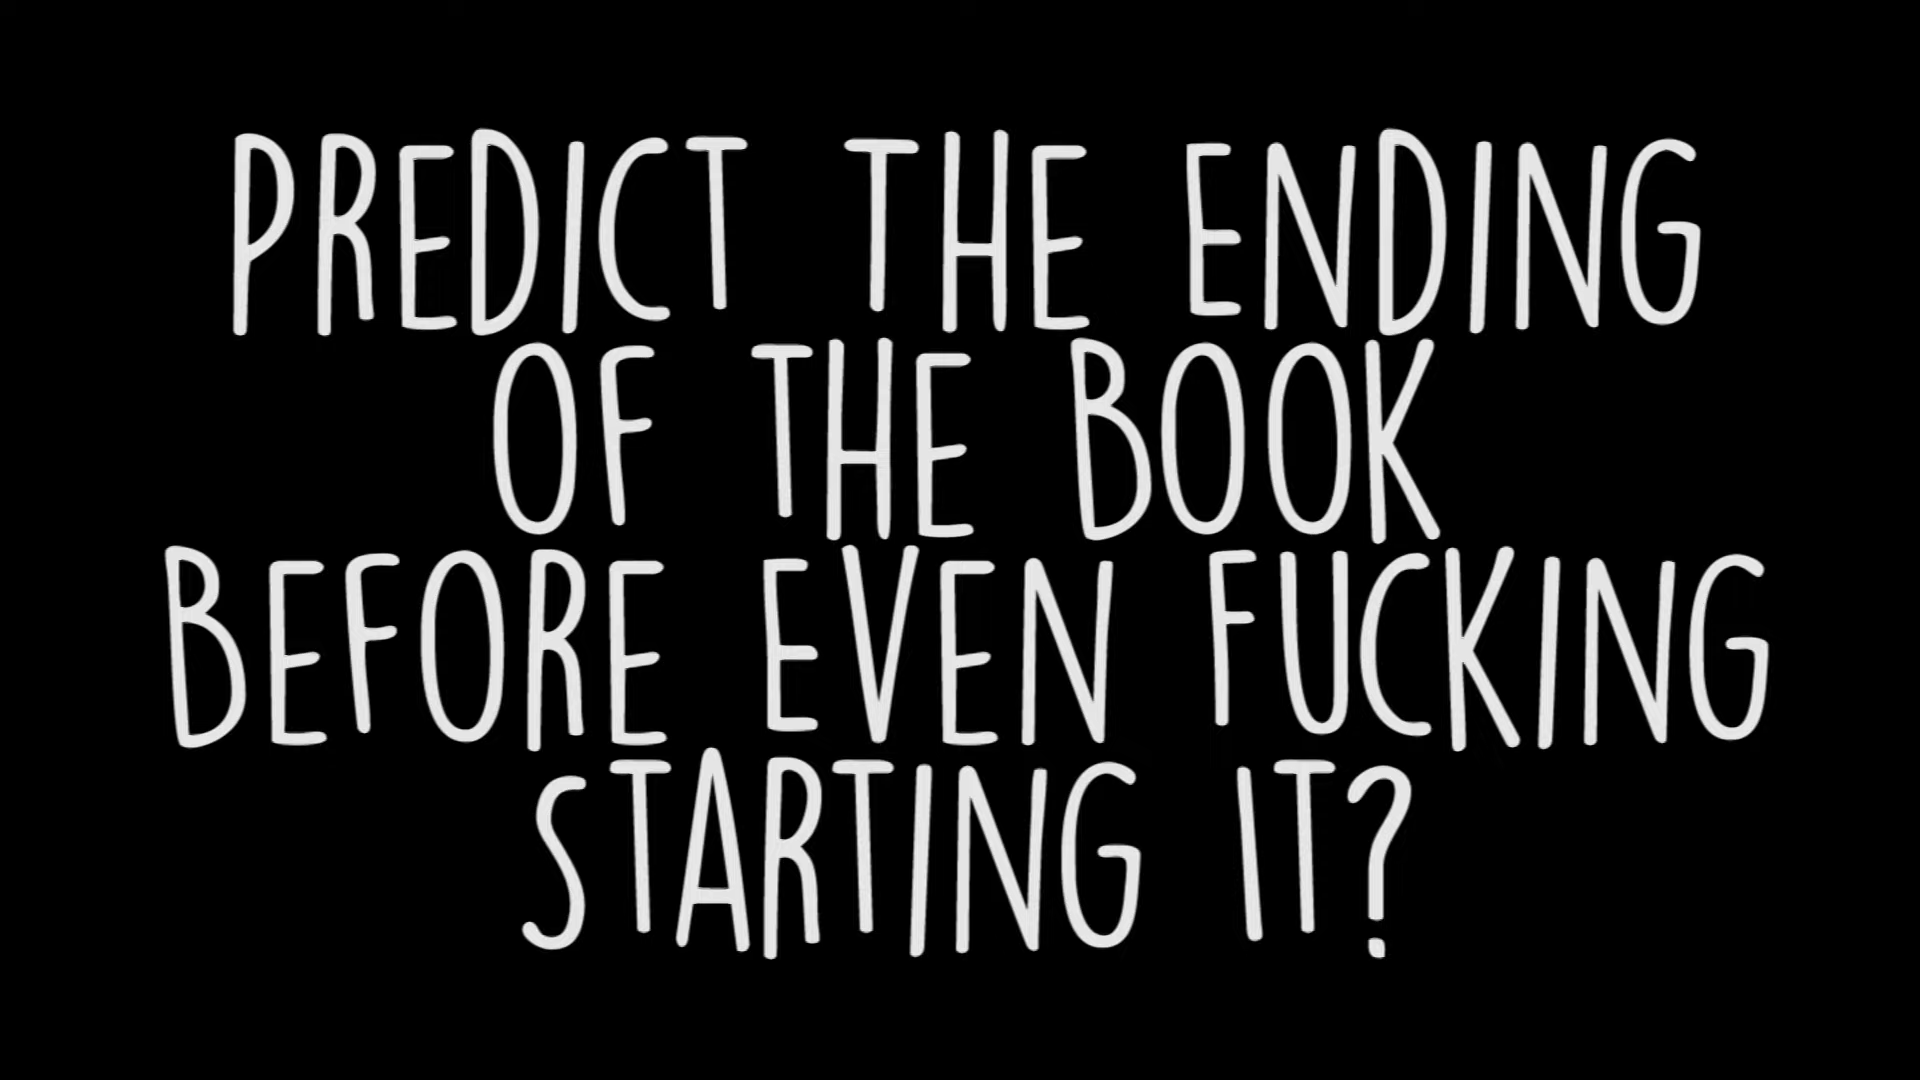 PREDICT THE ENDING
OF THE BOOK
BEFORE EVEN FUCKING
STARTING IT?